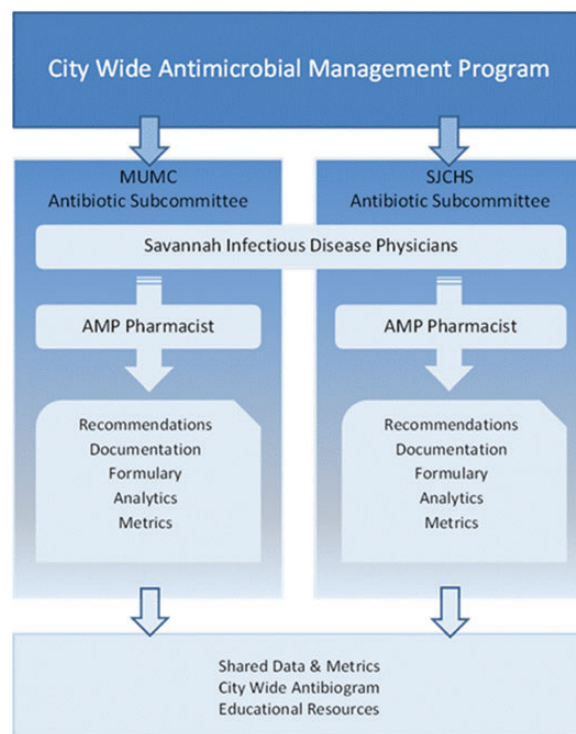 City Wide Antimicrobial Management Program
MUMC
Antibiotic Subcommittee
SJCHS
Antibiotic Subcommittee
Savannah Infectious Disease Physicians
AMP Pharmacist
AMP Pharmacist
Recommendations
Documentation
Formulary
Analytics
Metrics
Recommendations
Documentation
Formulary
Analytics
Metrics
Shared Data & Metrics
City Wide Antibiogram
Educational Resources